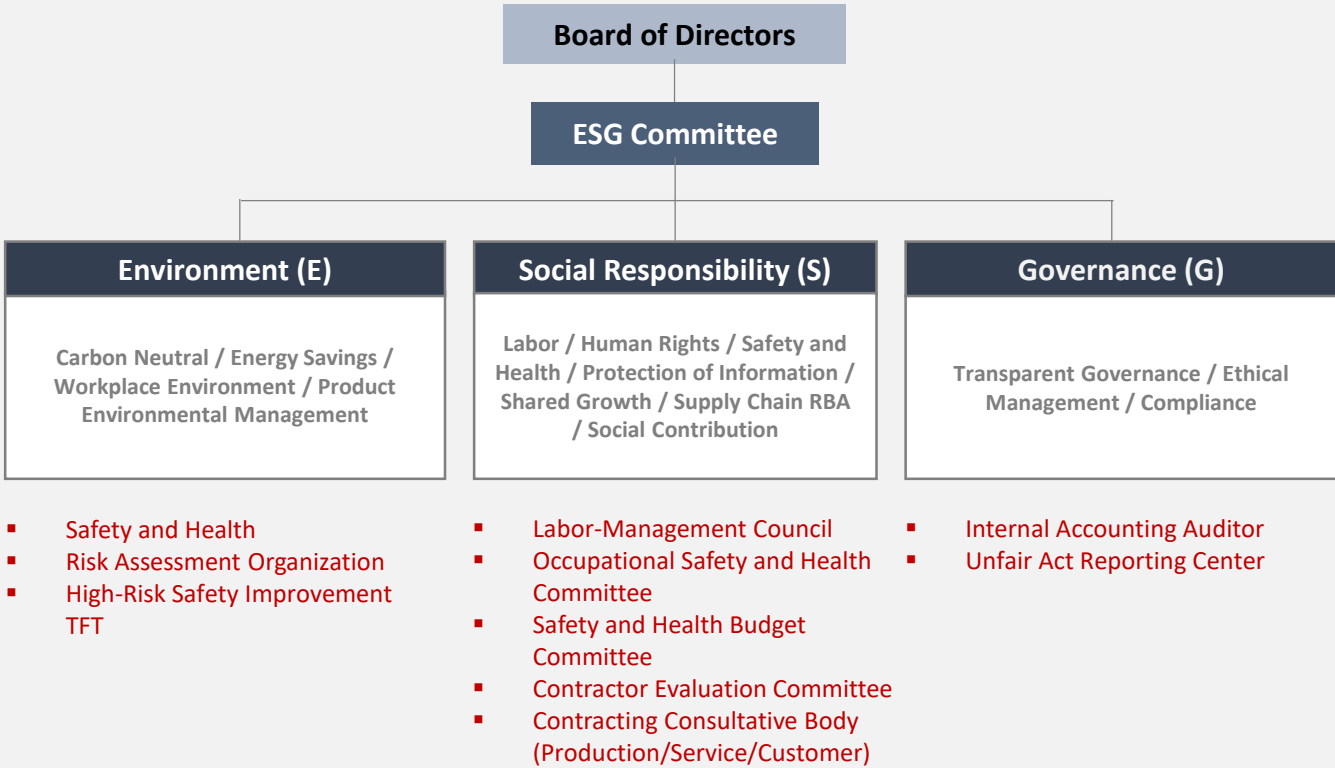 Board of Directors
ESG Committee
Environment (E)
Carbon Neutral / Energy Savings /
Workplace Environment / Product
Environmental Management
▪ Safety and Health
▪ Risk Assessment Organization
▪ High-Risk Safety Improvement
TFT
Social Responsibility (S)
Labor / Human Rights / Safety and
Health / Protection of Information /
Shared Growth / Supply Chain RBA
/ Social Contribution
▪ Labor-Management Council
▪ Occupational Safety and Health
Committee
▪ Safety and Health Budget
Committee
▪ Contractor Evaluation Committee
▪ Contracting Consultative Body
(Production/Service/Customer)
Governance (G)
Transparent Governance / Ethical
Management / Compliance
▪ Internal Accounting Auditor
▪ Unfair Act Reporting Center